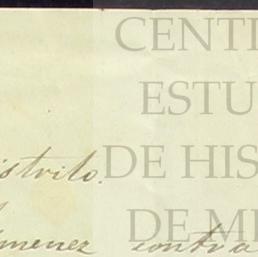 CENT
ESTU
DE HIS
istrito.
DE M
imenez contra